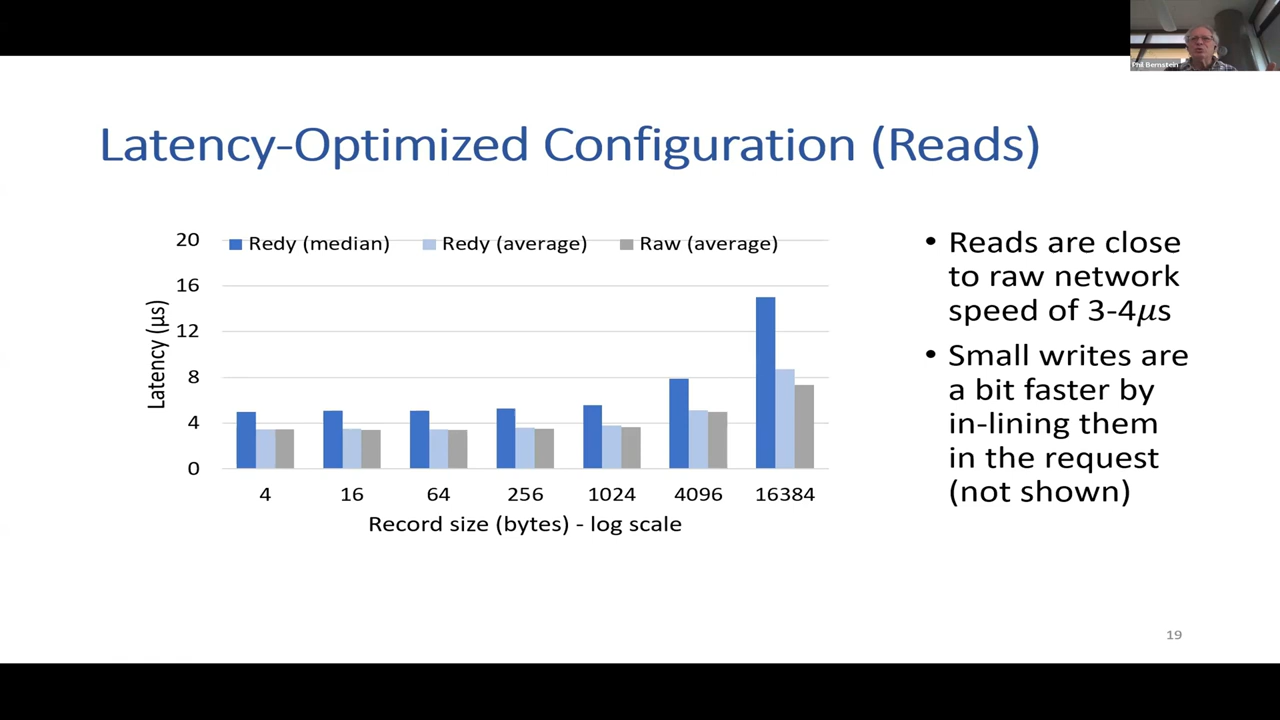 Phil Bernstein
Latency-Optimized Configuration (Reads)
Redy (median) Redy (average) Raw (average)
20
16
12
8
4
0
Latency (µs)
4 16 64 256 1024 4096 16384
Record size (bytes) - log scale
• Reads are close
to raw network
speed of 3-4𝜇s
• Small writes are
a bit faster by
in-lining them
in the request
(not shown)
19